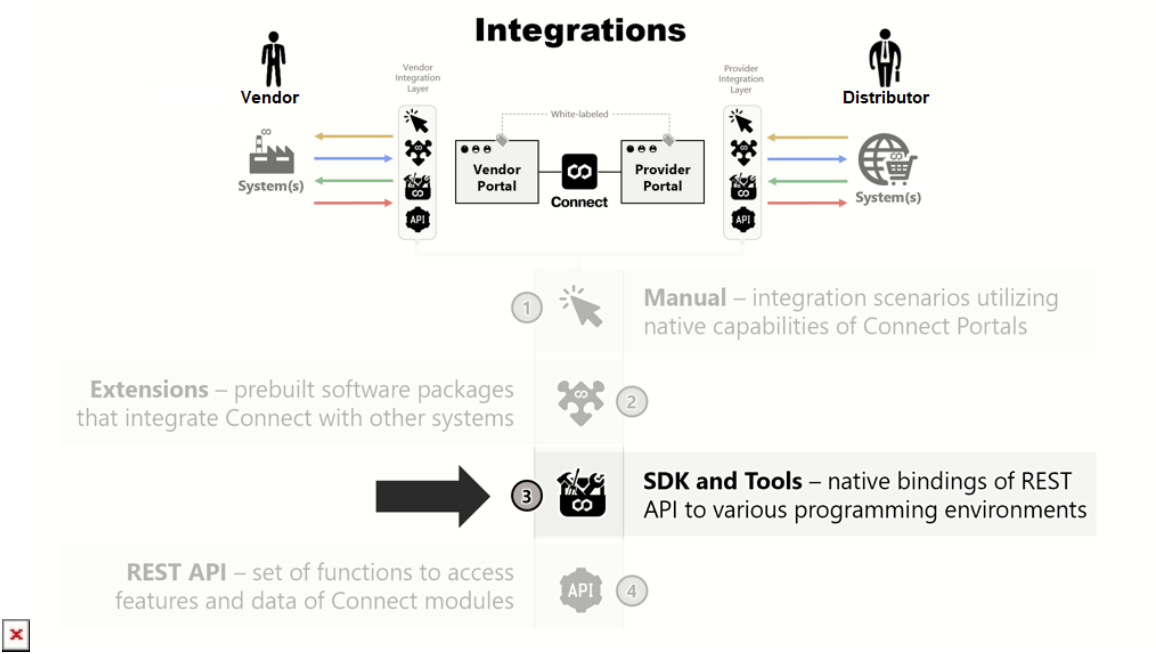 Integrations
Vendor
Integration
Layer
Provider
Integration
Layer
Vendor
Distributor
White-labeled
Vendor
Portal
Provider
Portal
System(s)
System(s)
Connect
API
API
1
Manual – integration scenarios utilizing
native capabilities of Connect Portals
Extensions – prebuilt software packages
that integrate Connect with other systems
2
3
SDK and Tools – native bindings of REST
API to various programming environments
REST API – set of functions to access
features and data of Connect modules
API
4